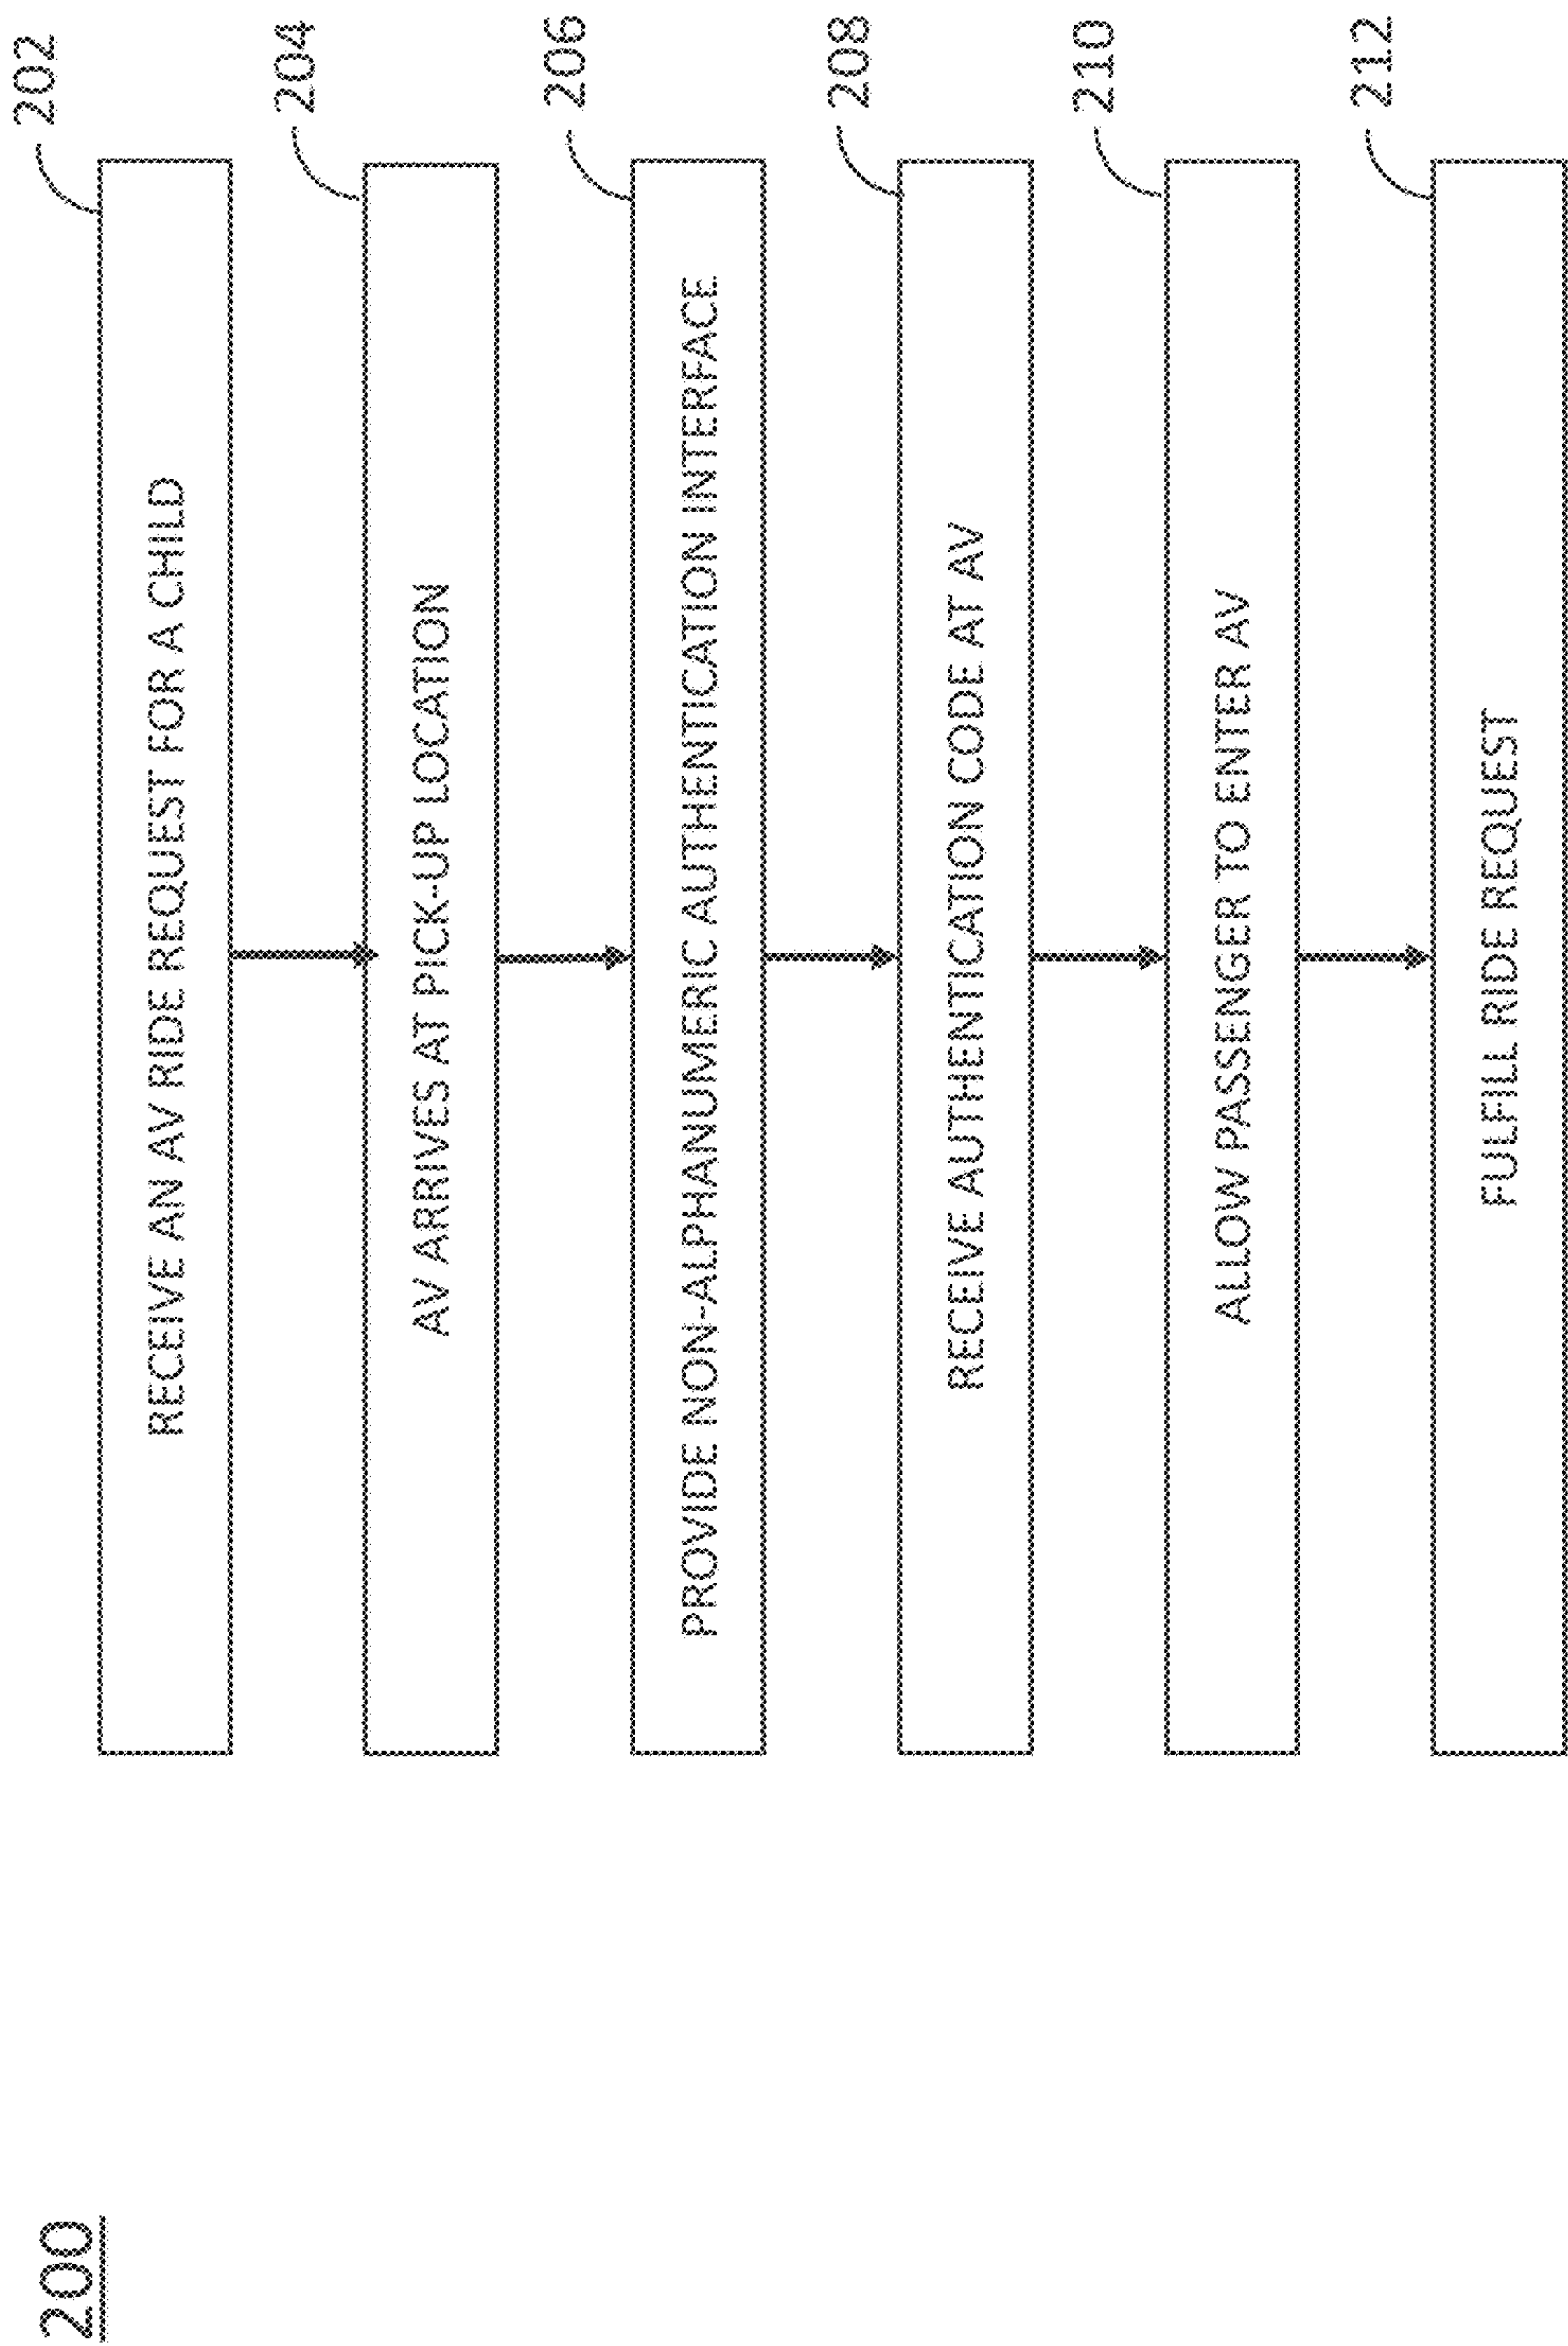 200
202
RECEIVE AN AV RIDE REQUEST FOR A CHILD
204
AV ARRIVES AT PICK-UP LOCATION
206
PROVIDE NON-ALPHANUMERIC AUTHENTICATION INTERFACE
208
RECEIVE AUTHENTICATION CODE AT AV
210
ALLOW PASSENGER TO ENTER AV
212
FULFILL RIDE REQUEST